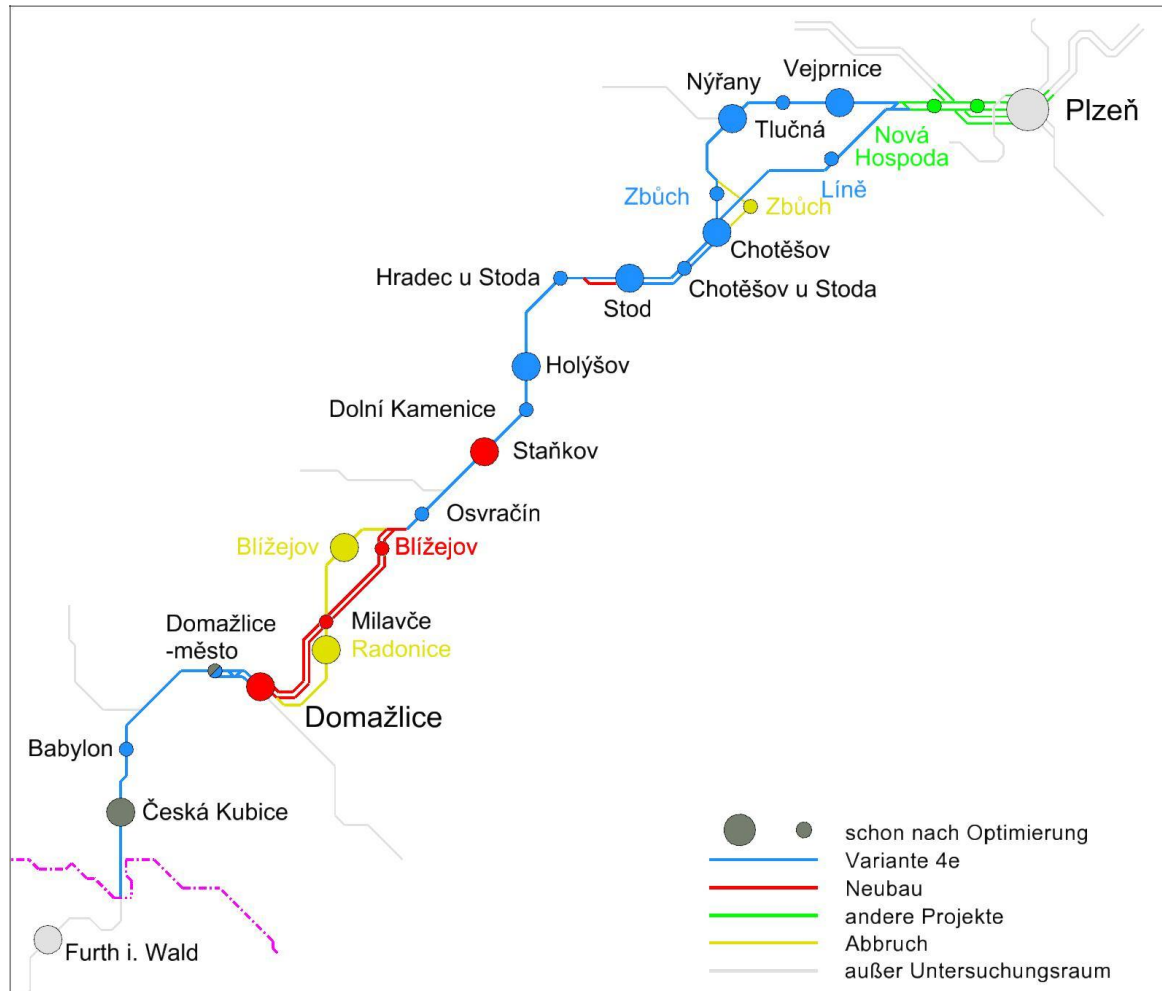 Vejprnice
Nýřany
Plzeň
Tlučná
Nová
Hospoda
Líně
Zbůch
Zbůch
Chotěšov
Hradec u Stoda
Chotěšov u Stoda
Stod
Holýšov
Dolní Kamenice
Staňkov
Osvračín
Blížejov
Blížejov
Domažlice
-město
Milavče
Radonice
Domažlice
Babylon
Česká Kubice
Furth i. Wald
schon nach Optimierung
Variante 4e
Neubau
andere Projekte
Abbruch
außer Untersuchungsraum